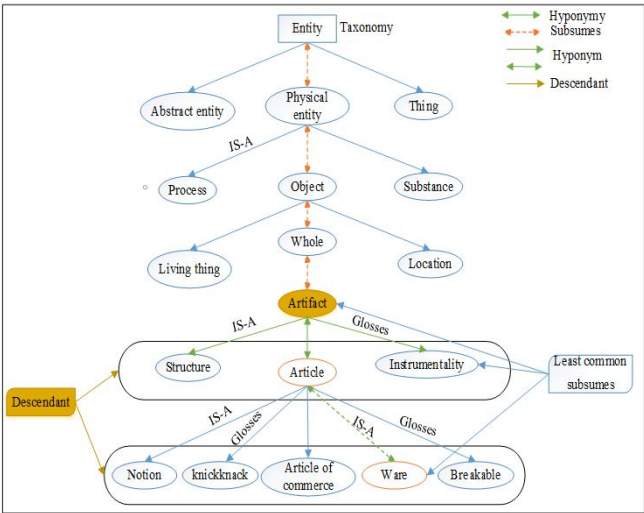 Entity
Taxonomy
Hyponymy
Subsumes
Hyponym
Descendant
Abstract entity
Physical
entity
Thing
IS-A
Process
Object
Substance
Whole
Living thing
Location
Artifact
IS-A
Glosses
Structure
Article
Instrumentality
Least common
subsumes
Descendant
IS-A
Glosses
IS-A
Glosses
Notion
knickknack
Article of
commerce
Ware
Breakable